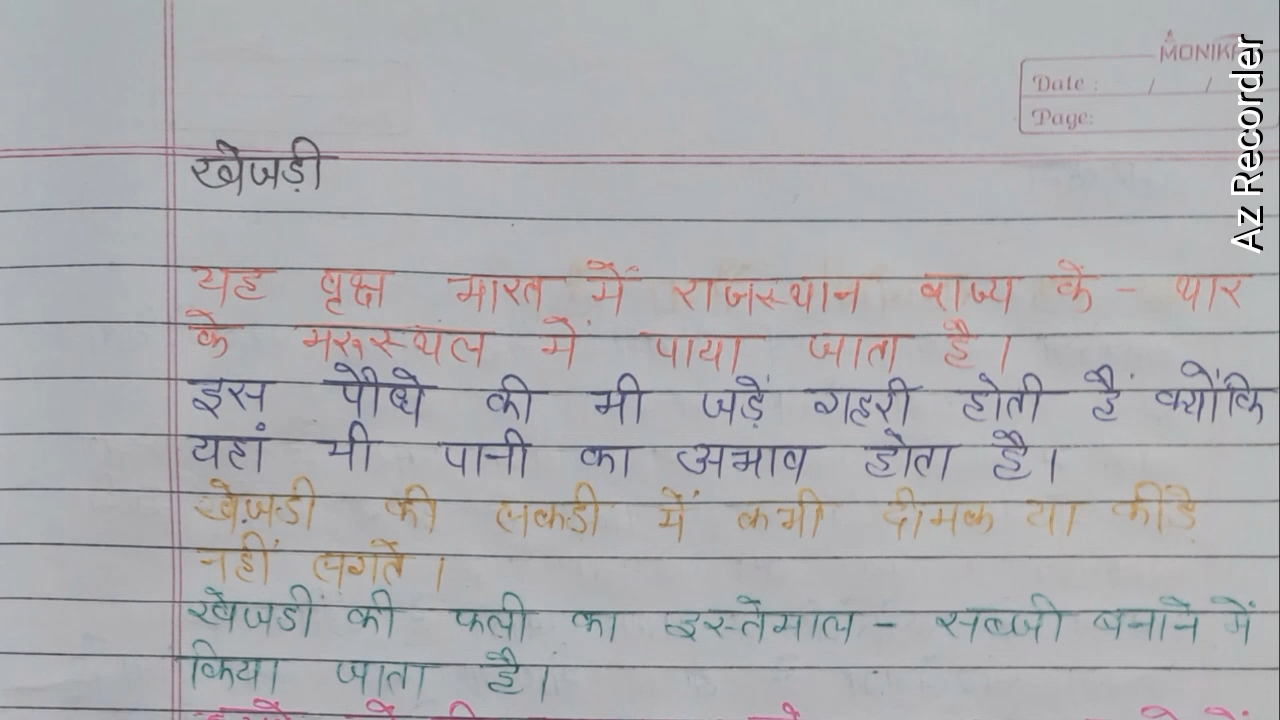 MONIKA
Date : / /
Page:
Az Recorder
खेजड़ी
यह वृक्ष भारत में राजस्थान राज्य के - थार
के मरुस्थल में पाया जाता है।
इस पौधे की भी जड़ें गहरी होती हैं क्योंकि
यहां भी पानी का अभाव होता है।
खेजडी की लकडी में कभी दीमक या कीडे
नहीं लगते।
खेजडी की फली का इस्तेमाल - सब्जी बनाने में
किया जाता है।